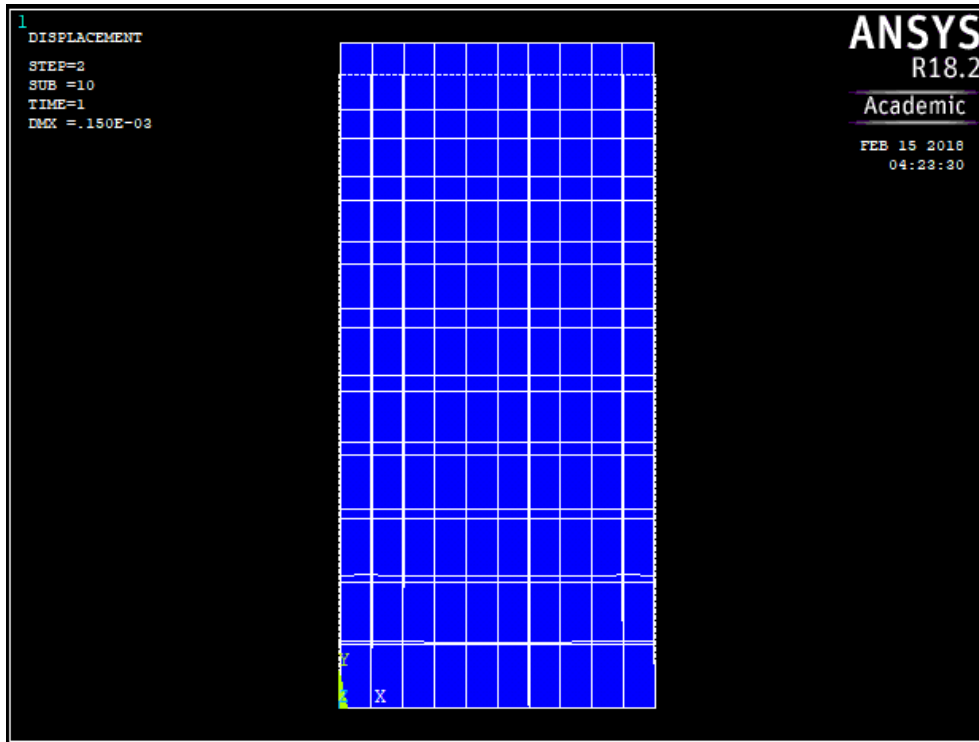 1
DISPLACEMENT
STEP=2
SUB =10
TIME=1
DMX =.150E-03
ANSYS
R18.2
Academic
FEB 15 2018
04:23:30
Y
X